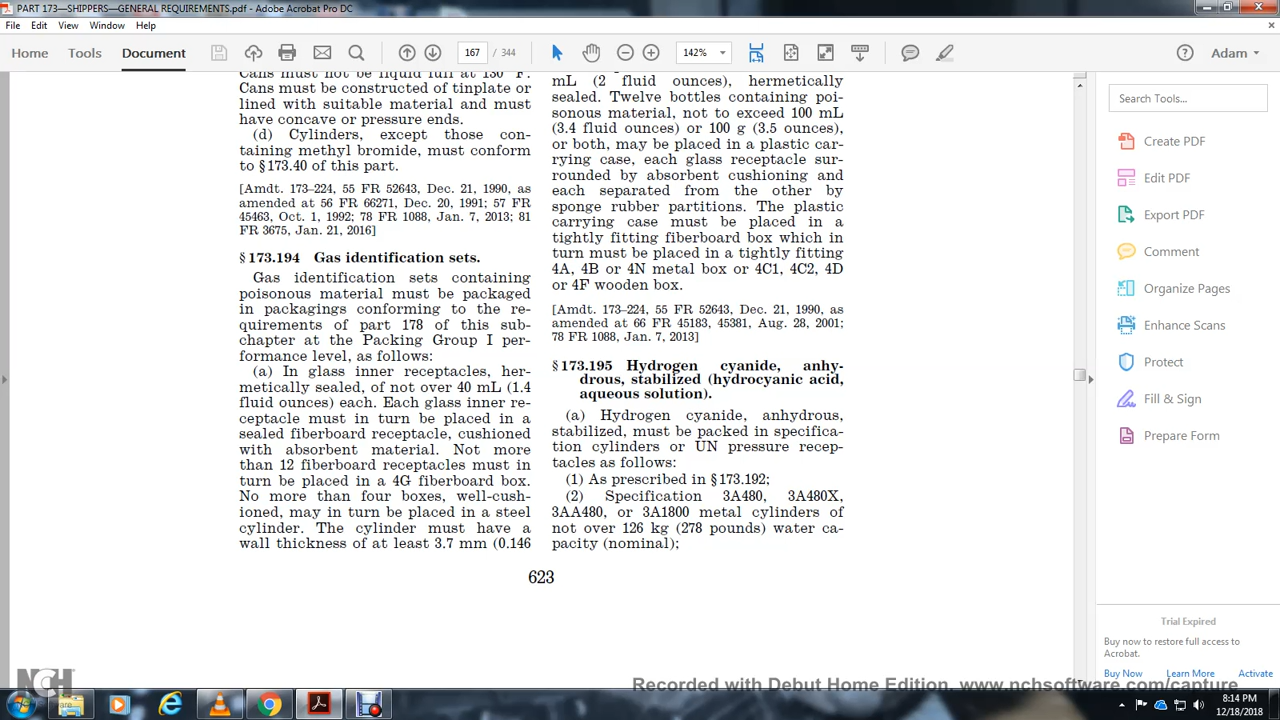 PART 173—SHIPPERS—GENERAL REQUIREMENTS.pdf - Adobe Acrobat Pro DC
File Edit View Window Help
Home Tools Document 167 / 344 142% Adam
Cans must not be liquid full at 130 °F.
Cans must be constructed of tinplate or
lined with suitable material and must
have concave or pressure ends.
(d) Cylinders, except those con-
taining methyl bromide, must conform
to §173.40 of this part.
[Amdt. 173–224, 55 FR 52643, Dec. 21, 1990, as
amended at 56 FR 66271, Dec. 20, 1991; 57 FR
45463, Oct. 1, 1992; 78 FR 1088, Jan. 7, 2013; 81
FR 3675, Jan. 21, 2016]
§173.194 Gas identification sets.
Gas identification sets containing
poisonous material must be packaged
in packagings conforming to the re-
quirements of part 178 of this sub-
chapter at the Packing Group I per-
formance level, as follows:
(a) In glass inner receptacles, her-
metically sealed, of not over 40 mL (1.4
fluid ounces) each. Each glass inner re-
ceptacle must in turn be placed in a
sealed fiberboard receptacle, cushioned
with absorbent material. Not more
than 12 fiberboard receptacles must in
turn be placed in a 4G fiberboard box.
No more than four boxes, well-cush-
ioned, may in turn be placed in a steel
cylinder. The cylinder must have a
wall thickness of at least 3.7 mm (0.146
mL (2 fluid ounces), hermetically
sealed. Twelve bottles containing poi-
sonous material, not to exceed 100 mL
(3.4 fluid ounces) or 100 g (3.5 ounces),
or both, may be placed in a plastic car-
rying case, each glass receptacle sur-
rounded by absorbent cushioning and
each separated from the other by
sponge rubber partitions. The plastic
carrying case must be placed in a
tightly fitting fiberboard box which in
turn must be placed in a tightly fitting
4A, 4B or 4N metal box or 4C1, 4C2, 4D
or 4F wooden box.
[Amdt. 173–224, 55 FR 52643, Dec. 21, 1990, as
amended at 66 FR 45183, 45381, Aug. 28, 2001;
78 FR 1088, Jan. 7, 2013]
§173.195 Hydrogen cyanide, anhy-
drous, stabilized (hydrocyanic acid,
aqueous solution).
(a) Hydrogen cyanide, anhydrous,
stabilized, must be packed in specifica-
tion cylinders or UN pressure recep-
tacles as follows:
(1) As prescribed in §173.192;
(2) Specification 3A480, 3A480X,
3AA480, or 3A1800 metal cylinders of
not over 126 kg (278 pounds) water ca-
pacity (nominal);
623
Search Tools...
Create PDF
Edit PDF
Export PDF
Comment
Organize Pages
Enhance Scans
Protect
Fill & Sign
Prepare Form
Trial Expired
Buy now to restore full access to
Acrobat.
Buy Now Learn More Activate
NCH
Recorded with Debut Home Edition. www.nchsoftware.com/capture
8:14 PM
12/18/2018